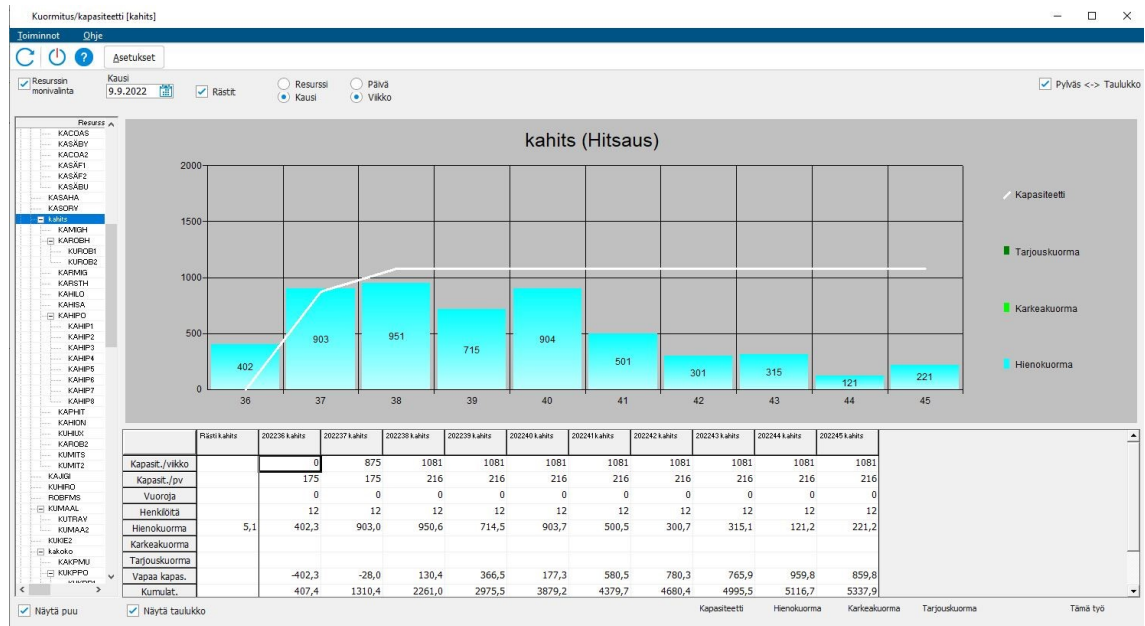 Kuormitus/kapasiteetti [kahits]
Toiminnot Ohje
Asetukset
Resurssin monivalinta
Kausi
9.9.2022
Rästit
Resurssi
Kausi
Päivä
Viikko
Pylväs <-> Taulukko
Resurss
KACOAS
KASÄBY
KACOA2
KASÄF1
KASÄF2
KASÄBU
KASAHA
KASORV
kahits
KAMIGH
KAROBH
KUROB1
KUROB2
KARMIG
KARSTH
KAHILO
KAHISA
KAHIPO
KAHIP1
KAHIP2
KAHIP3
KAHIP4
KAHIP5
KAHIP6
KAHIP7
KAHIP8
KAPHIT
KAHION
KUHIUX
KAROB2
KUMITS
KUMIT2
KAJIGI
KUHIRO
ROBFMS
KUMAAL
KUTRAY
KUMAA2
KUKIE2
kakoko
KAKPMU
KUKPPO
kahits (Hitsaus)
2000
1500
1000
500
0
402 903 951 715 904 501 301 315 121 221
36 37 38 39 40 41 42 43 44 45
Kapasiteetti
Tarjouskuorma
Karkeakuorma
Hienokuorma
Rästi kahits 202236 kahits 202237 kahits 202238 kahits 202239 kahits 202240 kahits 202241 kahits 202242 kahits 202243 kahits 202244 kahits 202245 kahits
Kapasit./viikko 0 875 1081 1081 1081 1081 1081 1081 1081 1081
Kapasit./pv 175 175 216 216 216 216 216 216 216 216
Vuoroja 0 0 0 0 0 0 0 0 0 0
Henkilöitä 12 12 12 12 12 12 12 12 12 12
Hienokuorma 5,1 402,3 903,0 950,6 714,5 903,7 500,5 300,7 315,1 121,2 221,2
Karkeakuorma
Tarjouskuorma
Vapaa kapas. -402,3 -28,0 130,4 366,5 177,3 580,5 780,3 765,9 959,8 859,8
Kumulat. 407,4 1310,4 2261,0 2975,5 3879,2 4379,7 4680,4 4995,5 5116,7 5337,9
Näytä puu
Näytä taulukko
Kapasiteetti Hienokuorma Karkeakuorma Tarjouskuorma Tämä työ